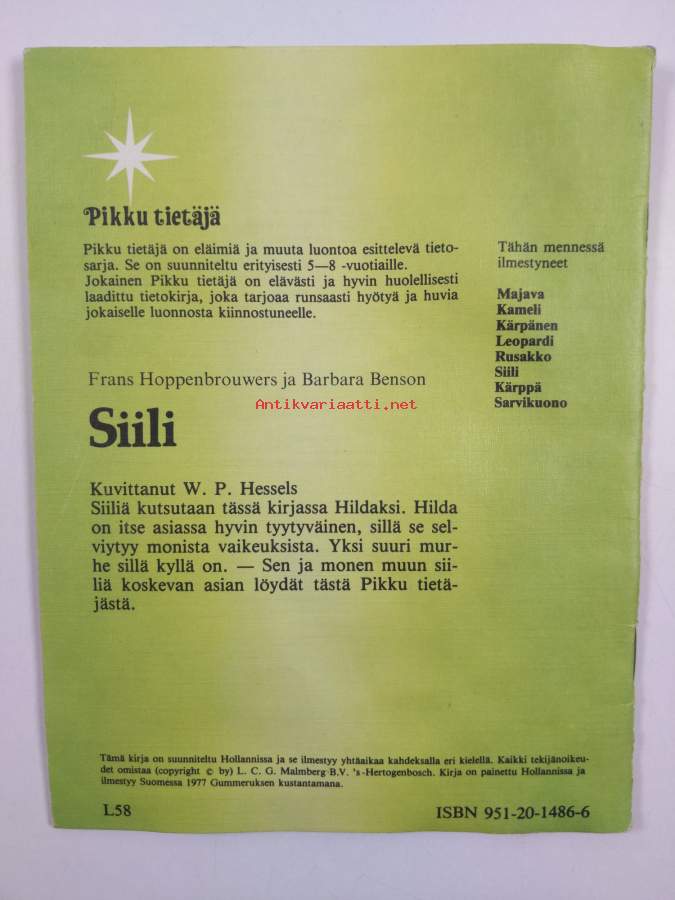 Pikku tietäjä
Pikku tietäjä on eläimiä ja muuta luontoa esittelevä tieto-
sarja. Se on suunniteltu erityisesti 5—8 -vuotiaille.
Jokainen Pikku tietäjä on elävästi ja hyvin huolellisesti
laadittu tietokirja, joka tarjoaa runsaasti hyötyä ja huvia
jokaiselle luonnosta kiinnostuneelle.
Tähän mennessä
ilmestyneet
Majava
Kameli
Kärpänen
Leopardi
Rusakko
Siili
Kärppä
Sarvikuono
Frans Hoppenbrouwers ja Barbara Benson
Antikvariaatti.net
Siili
Kuvittanut W. P. Hessels
Siiliä kutsutaan tässä kirjassa Hildaksi. Hilda
on itse asiassa hyvin tyytyväinen, sillä se sel-
viytyy monista vaikeuksista. Yksi suuri mur-
he sillä kyllä on. — Sen ja monen muun sii-
liä koskevan asian löydät tästä Pikku tietä-
jästä.
Tämä kirja on suunniteltu Hollannissa ja se ilmestyy yhtäaikaa kahdeksalla eri kielellä. Kaikki tekijänoikeu-
det omistaa (copyright © by) L. C. G. Malmberg B.V. 's-Hertogenbosch. Kirja on painettu Hollannissa ja
ilmestyy Suomessa 1977 Gummeruksen kustantamana.
L58
ISBN 951-20-1486-6